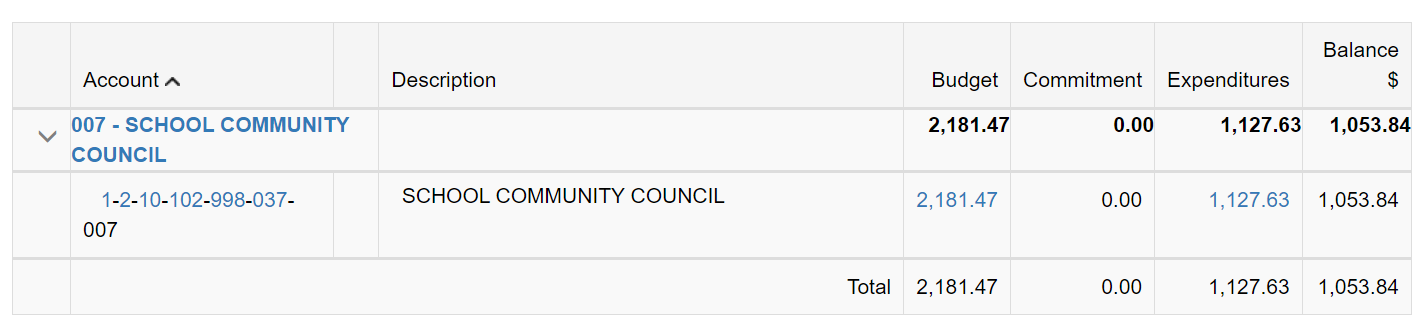 Balance
Account Description Budget Commitment Expenditures $
007 - SCHOOL COMMUNITY 2,181.47 0.00 1,127.63 1,053.84
COUNCIL
1-2-10-102-998-037- SCHOOL COMMUNITY COUNCIL 2,181.47 0.00 1,127.63 1,053.84
007
Total 2,181.47 0.00 1,127.63 1,053.84